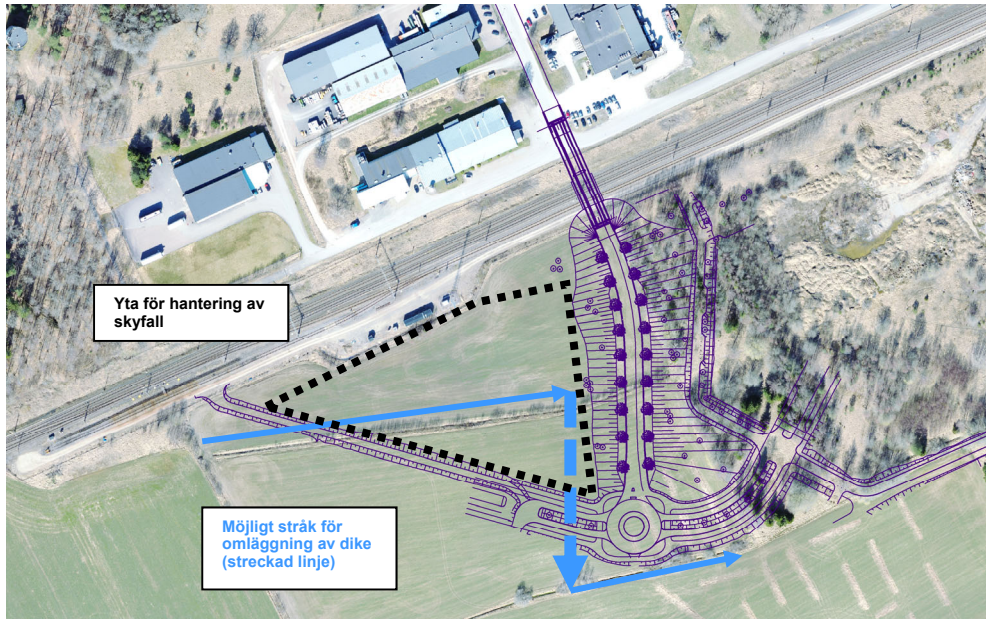 Yta för hantering av
skyfall
Möjligt stråk för
omläggning av dike
(streckad linje)